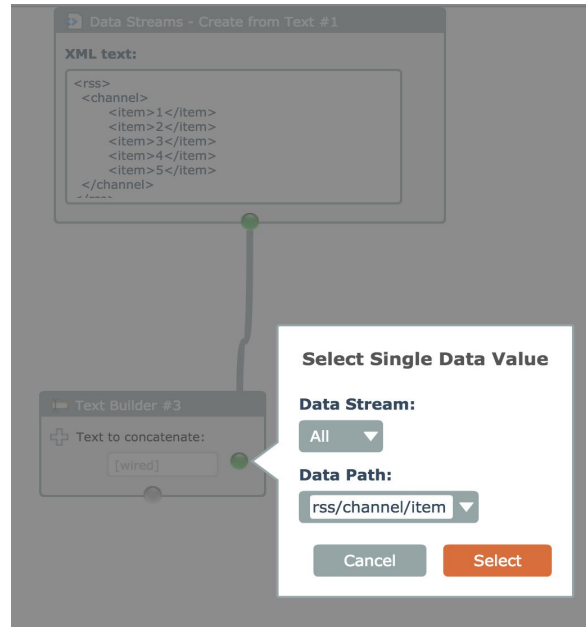 Data Streams - Create from Text #1
XML text:
<rss>
<channel>
<item>1</item>
<item>2</item>
<item>3</item>
<item>4</item>
<item>5</item>
</channel>
Select Single Data Value
Data Stream:
All
Data Path:
rss/channel/item
Cancel
Select
Text Builder #3
Text to concatenate:
[wired]